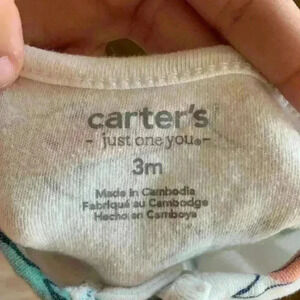 carter's
- just one you®-
3m
Made in Cambodia
Fabriqué au Cambodge
Hecho en Camboya